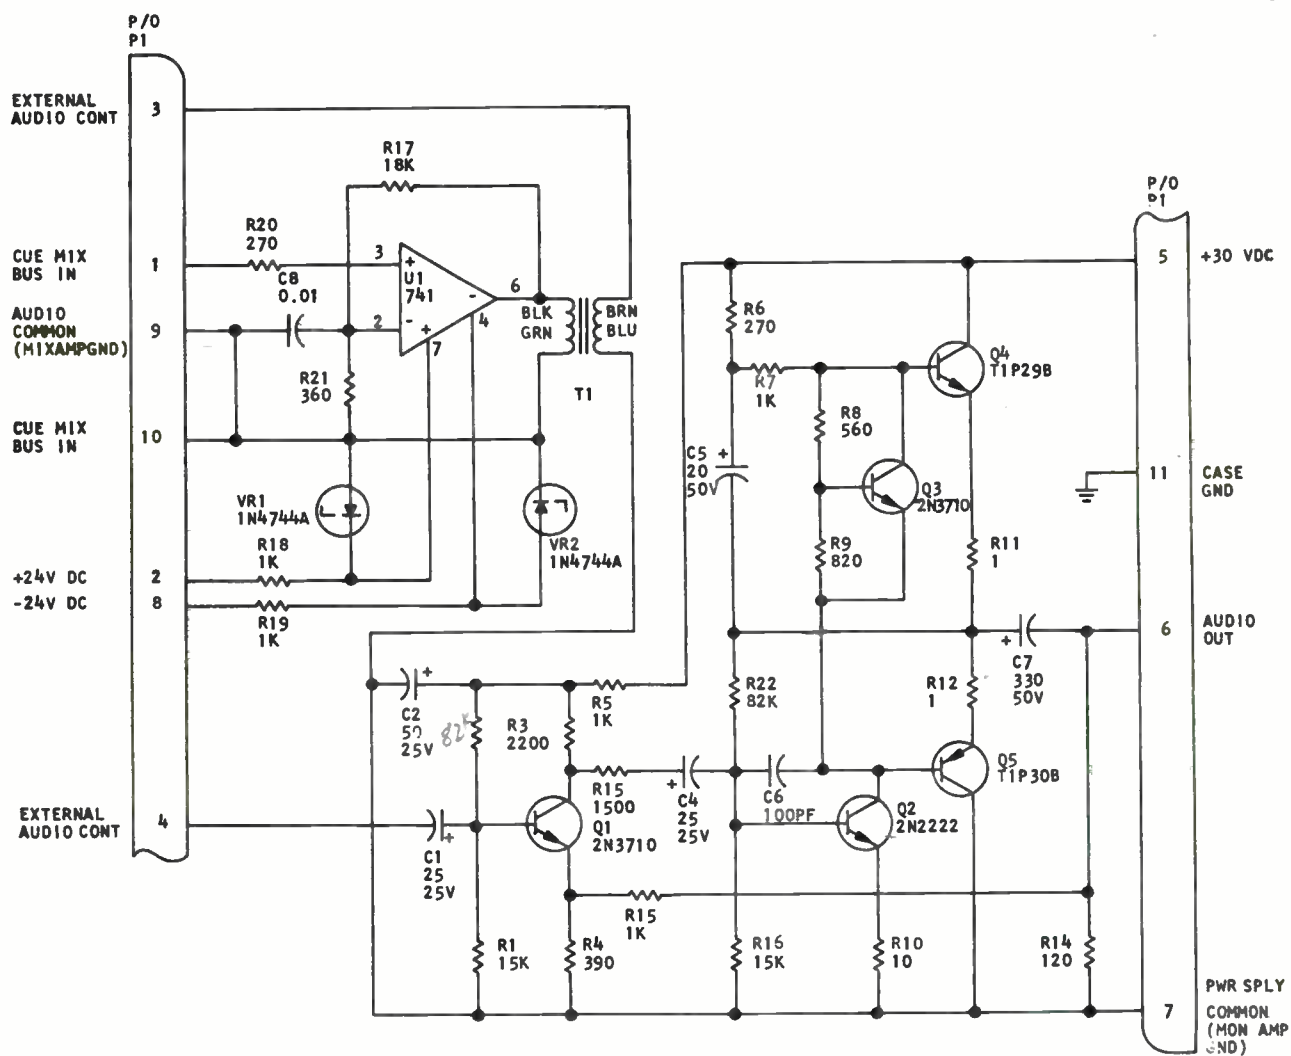 P/O
P1
EXTERNAL
AUDIO CONT
3
R17
18K
P/O
P1
R20
270
CUE MIX
BUS IN
1
3
+
U1
741
-
6
5
+30 VDC
C8
0.01
4
BLK
GRN
BRN
BLU
R6
270
AUDIO
COMMON
(MIXAMPGND)
9
2
-
+
7
Q4
T1P29B
R21
360
T1
R7
1K
R8
560
CUE MIX
BUS IN
10
C5
20
50V
+
11
CASE
GND
Q3
2N3710
VR1
1N4744A
VR2
1N4744A
R9
820
R11
1
R18
1K
+24V DC
2
-24V DC
8
R19
1K
6
AUDIO
OUT
+
C7
330
50V
+
R5
1K
R22
82K
R12
1
C2
50
25V
82K
R3
2200
Q5
T1P30B
R15
1500
+
C4
25
25V
C6
100PF
EXTERNAL
AUDIO CONT
4
Q1
2N3710
Q2
2N2222
+
C1
25
25V
R15
1K
R1
15K
R4
390
R16
15K
R10
10
R14
120
7
PWR SPLY
COMMON
(MON AMP
GND)